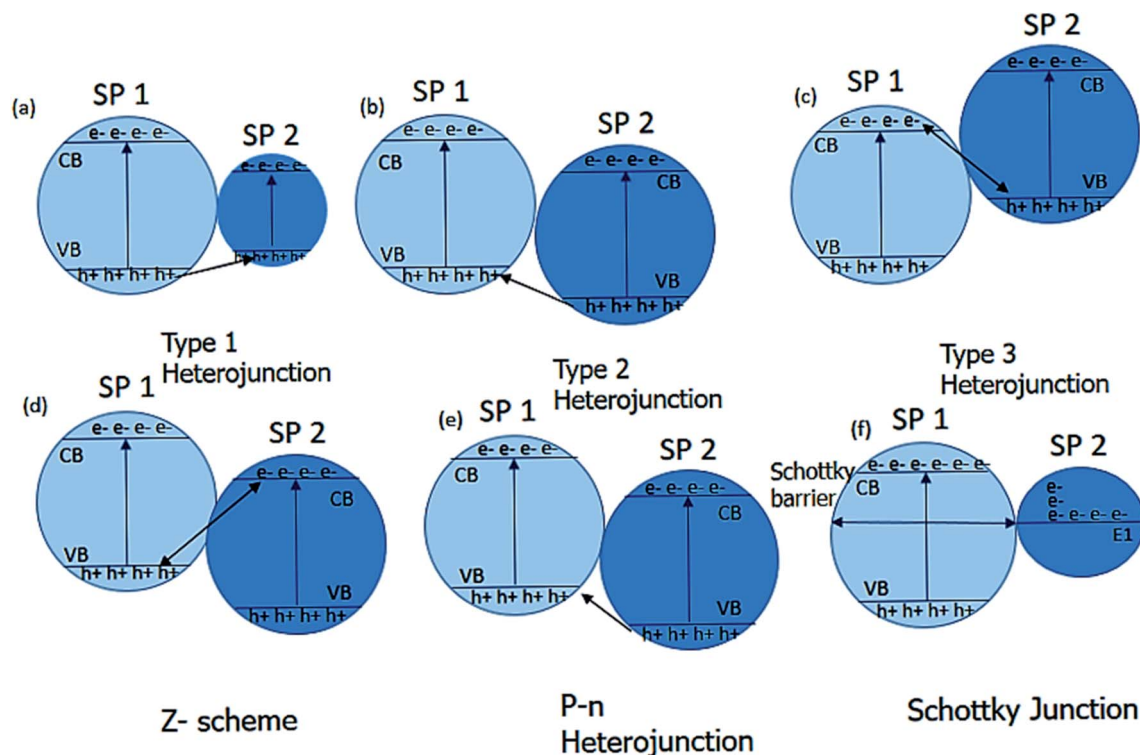 (a)
SP 1
e- e- e- e-
CB
VB
h+ h+ h+ h+
SP 2
e- e- e- e-
h+ h+ h+ h+
Type 1
Heterojunction
(b)
SP 1
e- e- e- e-
CB
VB
h+ h+ h+ h+
SP 2
e- e- e- e-
CB
VB
h+ h+ h+ h+
Type 2
Heterojunction
(c)
SP 1
e- e- e- e-
CB
VB
h+ h+ h+ h+
SP 2
e- e- e- e-
CB
VB
h+ h+ h+ h+
Type 3
Heterojunction
(d)
SP 1
e- e- e- e-
CB
VB
h+ h+ h+ h+
SP 2
e- e- e- e-
CB
VB
h+ h+ h+ h+
Z- scheme
(e)
SP 1
e- e- e- e-
CB
VB
h+ h+ h+ h+
SP 2
e- e- e- e-
CB
VB
h+ h+ h+ h+
P-n
Heterojunction
(f)
SP 1
Schottky
barrier
e- e- e- e- e- e-
CB
VB
h+ h+ h+ h+
SP 2
e-
e-
e- e- e- e-
E1
Schottky Junction